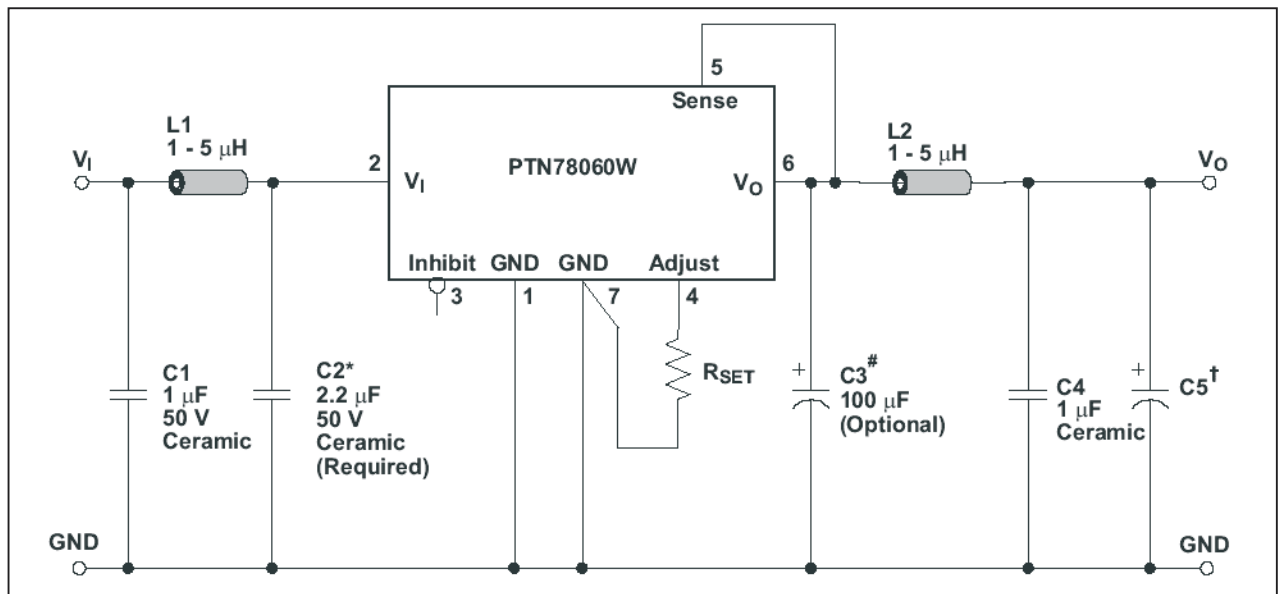 5
Sense
L1
1 - 5 μH
VI
2
VI
PTN78060W
VO
6
L2
1 - 5 μH
VO
Inhibit GND GND Adjust
3
1
7
4
C1
1 μF
50 V
Ceramic
C2*
2.2 μF
50 V
Ceramic
(Required)
RSET
+
C3#
100 μF
(Optional)
C4
1 μF
Ceramic
+
C5†
GND
GND